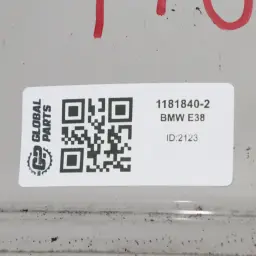 GLOBAL
PARTS
1181840-2
BMW E38
ID:2123